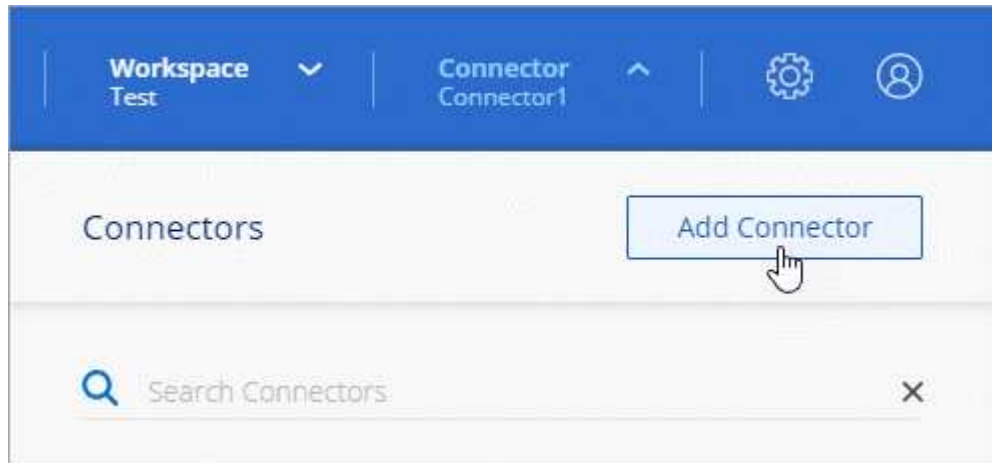 Workspace
Test
Connector
Connector1
Connectors
Add Connector
Search Connectors